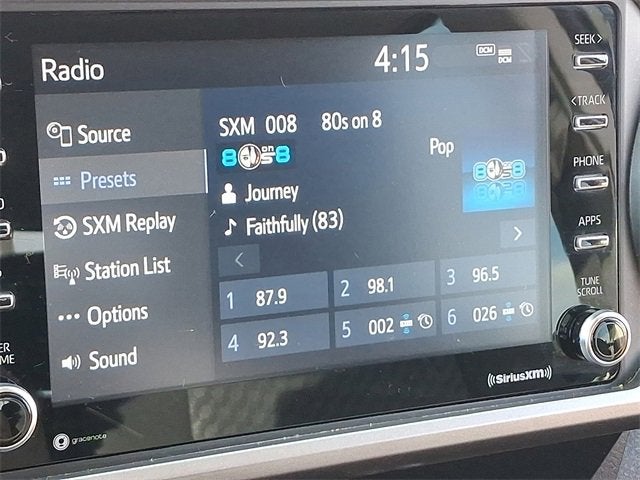 Radio
4:15
DCM
DCM
Source
Presets
SXM Replay
Station List
Options
Sound
SXM 008 80s on 8
8on8
Pop
Journey
Faithfully (83)
<
>
1 87.9
2 98.1
3 96.5
4 92.3
5 002
6 026
SEEK >
< TRACK
PHONE
APPS
TUNE
SCROLL
((SiriusXM))
gracenote